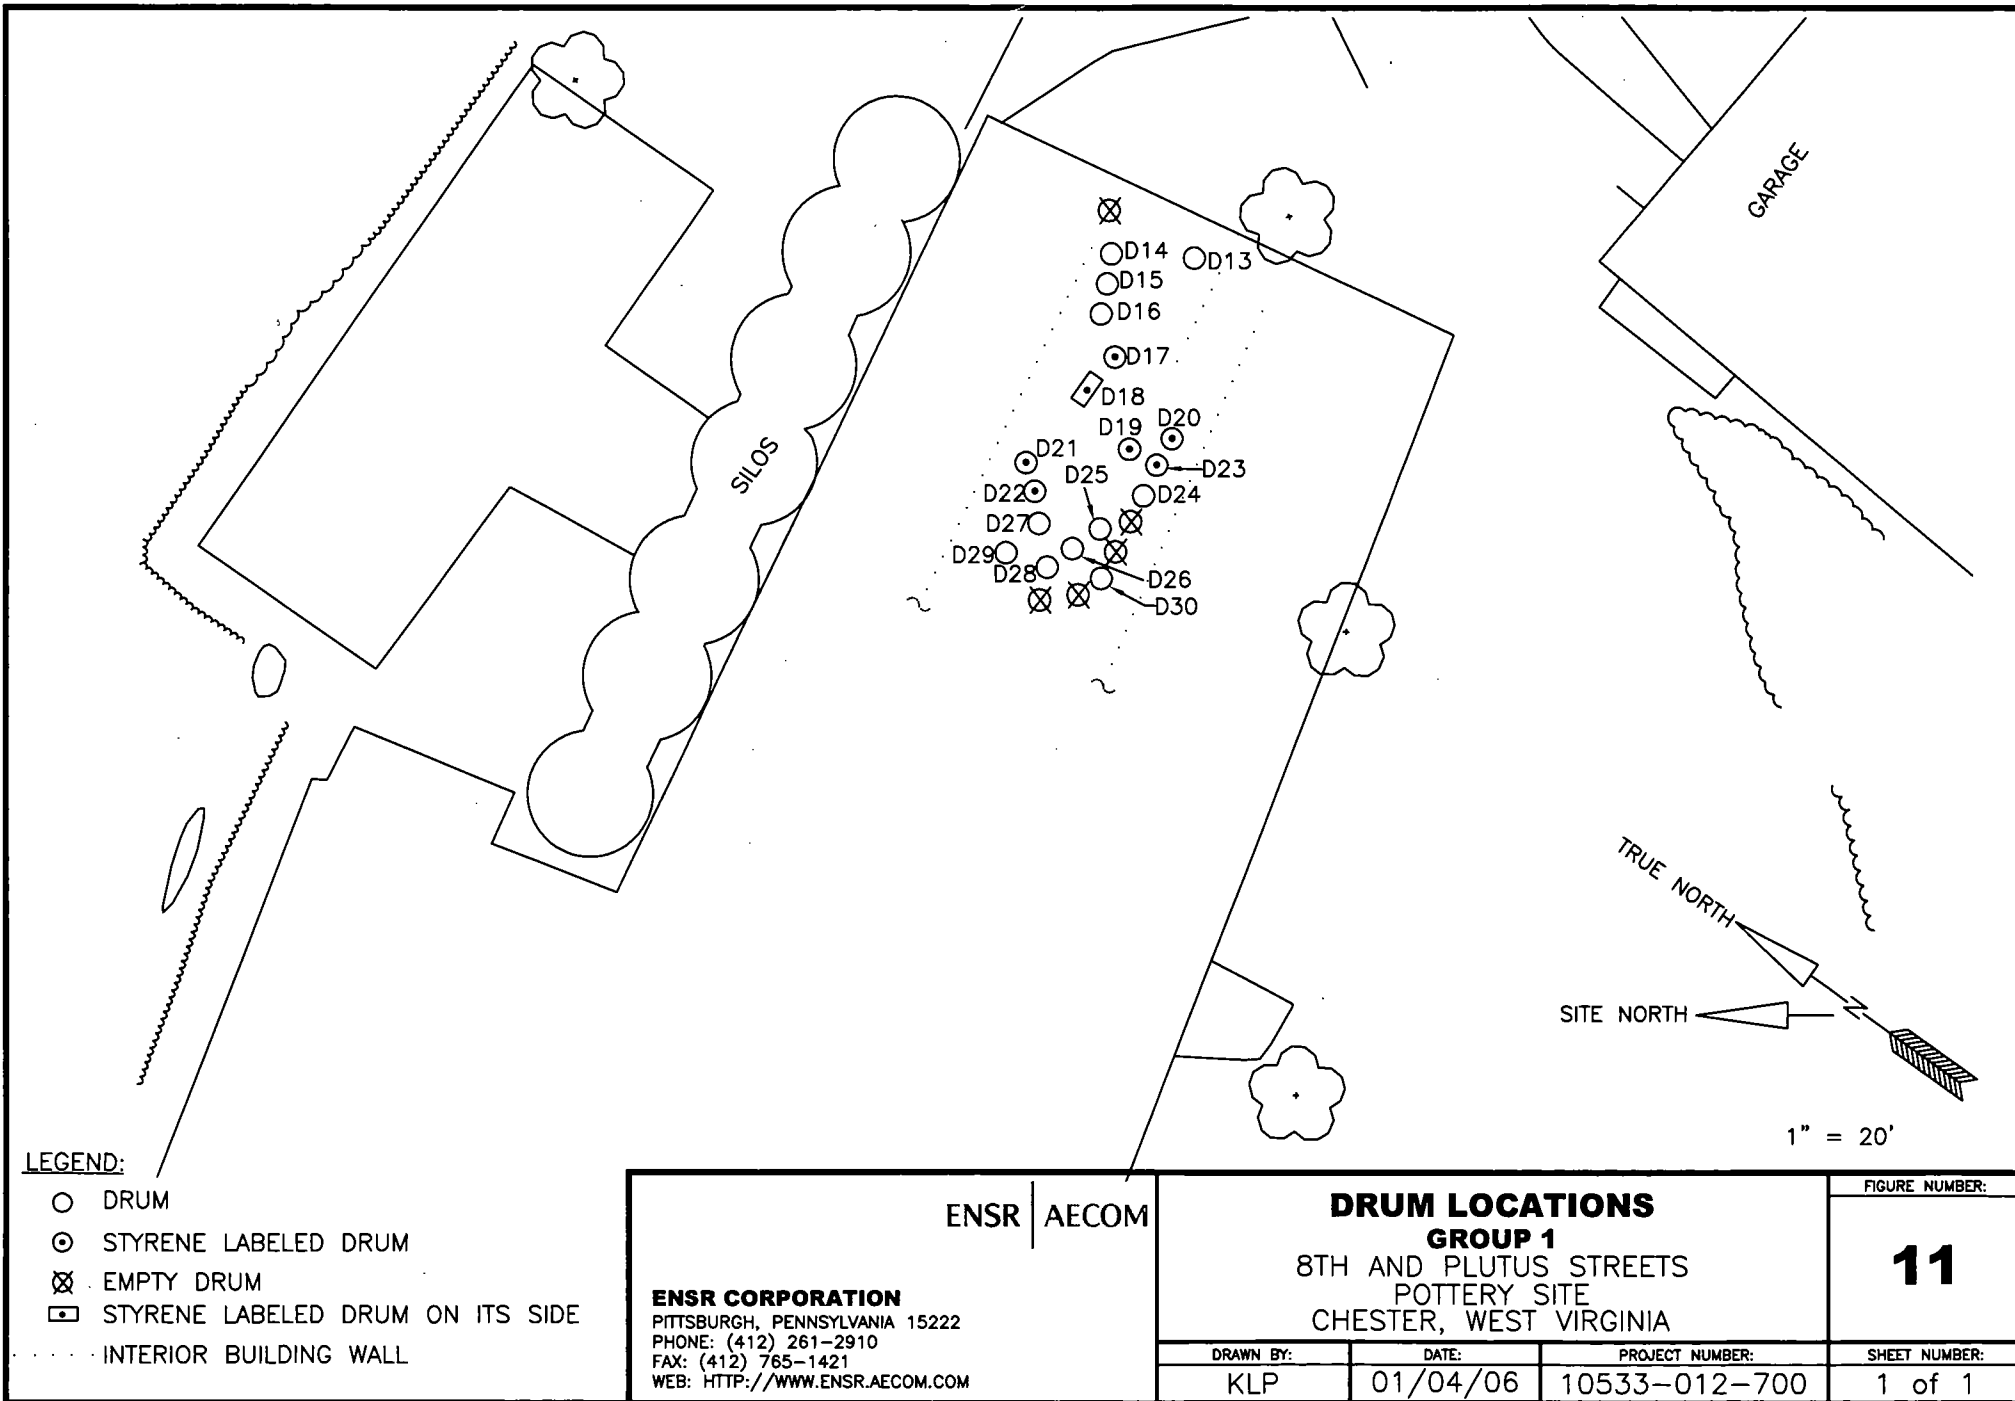 GARAGE
D14
D13
D15
D16
D17
D18
D20
D19
D21
D25
D23
D22
D24
D27
D29
D28
D26
D30
SILOS
TRUE NORTH
SITE NORTH
1" = 20'
LEGEND:
DRUM
STYRENE LABELED DRUM
EMPTY DRUM
STYRENE LABELED DRUM ON ITS SIDE
INTERIOR BUILDING WALL
ENSR AECOM
ENSR CORPORATION
PITTSBURGH, PENNSYLVANIA 15222
PHONE: (412) 261-2910
FAX: (412) 765-1421
WEB: HTTP://WWW.ENSR.AECOM.COM
DRUM LOCATIONS
GROUP 1
8TH AND PLUTUS STREETS
POTTERY SITE
CHESTER, WEST VIRGINIA
FIGURE NUMBER:
11
DRAWN BY:
KLP
DATE:
01/04/06
PROJECT NUMBER:
10533-012-700
SHEET NUMBER:
1 of 1